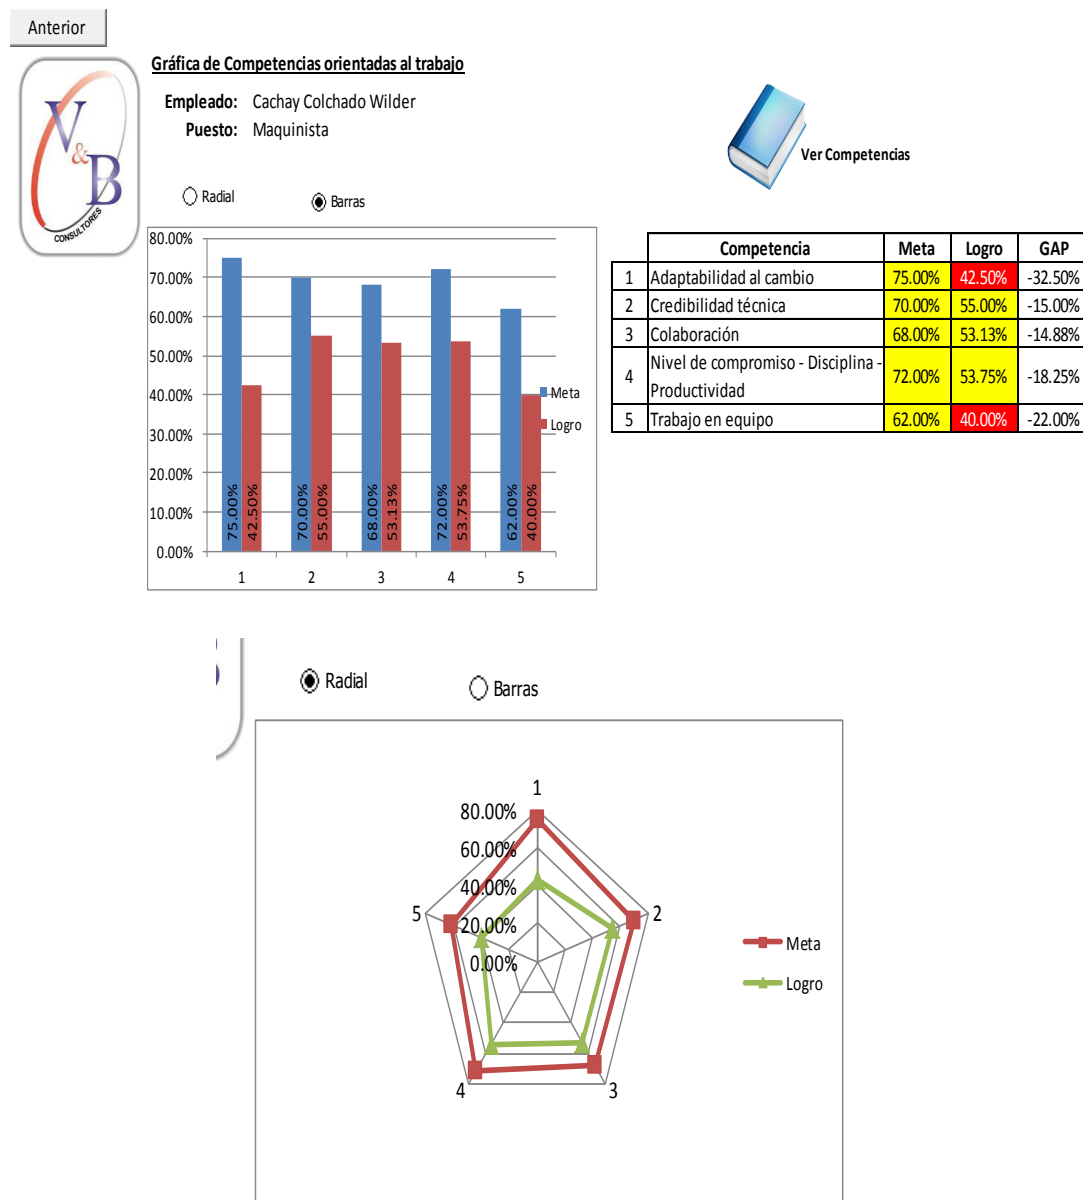 Anterior
Gráfica de Competencias orientadas al trabajo
V
&
B
CONSULTORES
Empleado: Cachay Colchado Wilder
Puesto: Maquinista
Ver Competencias
Radial Barras
80.00%
70.00%
60.00%
50.00%
40.00%
30.00%
20.00%
10.00%
0.00%
75.00% 42.50% 70.00% 55.00% 68.00% 53.13% 72.00% 53.75% 62.00% 40.00%
1 2 3 4 5
Meta
Logro
Competencia Meta Logro GAP
1 Adaptabilidad al cambio 75.00% 42.50% -32.50%
2 Credibilidad técnica 70.00% 55.00% -15.00%
3 Colaboración 68.00% 53.13% -14.88%
4 Nivel de compromiso - Disciplina -
Productividad 72.00% 53.75% -18.25%
5 Trabajo en equipo 62.00% 40.00% -22.00%
Radial Barras
1
80.00%
60.00%
40.00%
5 20.00% 2
0.00%
4 3
Meta
Logro